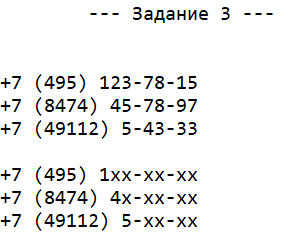 --- Задание 3 ---
+7 (495) 123-78-15
+7 (8474) 45-78-97
+7 (49112) 5-43-33
+7 (495) 1xx-xx-xx
+7 (8474) 4x-xx-xx
+7 (49112) 5-xx-xx